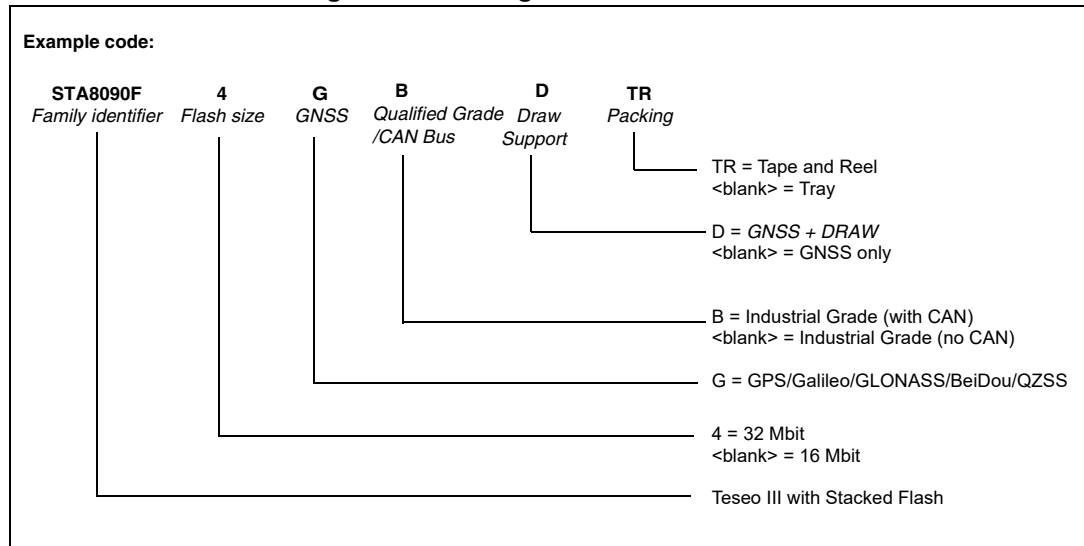 Example code:
STA8090F 4 G B D TR
Family identifier Flash size GNSS Qualified Grade Draw Packing
/CAN Bus Support
TR = Tape and Reel
<blank> = Tray
D = GNSS + DRAW
<blank> = GNSS only
B = Industrial Grade (with CAN)
<blank> = Industrial Grade (no CAN)
G = GPS/Galileo/GLONASS/BeiDou/QZSS
4 = 32 Mbit
<blank> = 16 Mbit
Teseo III with Stacked Flash